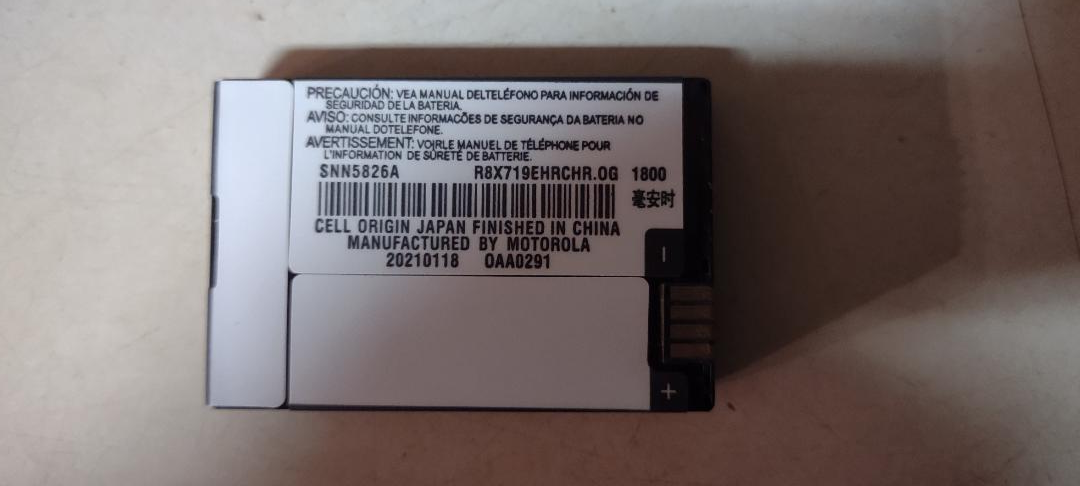 PRECAUCIÓN: VEA MANUAL DELTELÉFONO PARA INFORMACIÓN DE
SEGURIDAD DE LA BATERIA.
AVISO: CONSULTE INFORMACÕES DE SEGURANÇA DA BATERIA NO
MANUAL DOTELEFONE.
AVERTISSEMENT: VOIRLE MANUEL DE TÉLÉPHONE POUR
L'INFORMATION DE SÛRETÉ DE BATTERIE.
SNN5826A R8X719EHRCHR.OG 1800
毫安时
CELL ORIGIN JAPAN FINISHED IN CHINA
MANUFACTURED BY MOTOROLA
20210118 OAA0291
-
+